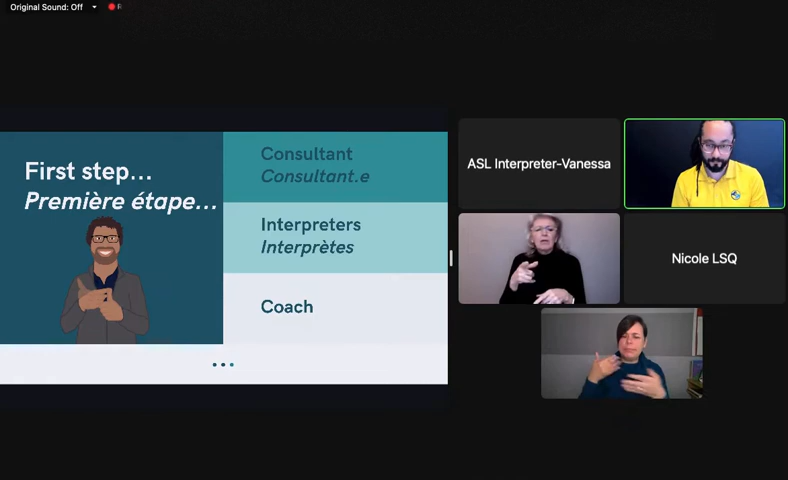 Original Sound: Off
First step...
Première étape...
Consultant
Consultant.e
Interpreters
Interprètes
Coach
ASL Interpreter-Vanessa
Nicole LSQ